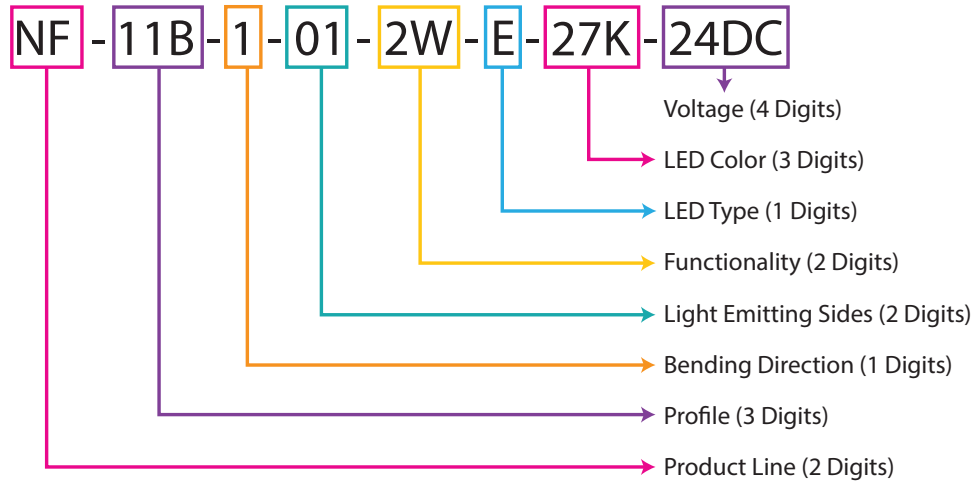 NF - 11B - 1 - 01 - 2W - E - 27K - 24DC
Voltage (4 Digits)
LED Color (3 Digits)
LED Type (1 Digits)
Functionality (2 Digits)
Light Emitting Sides (2 Digits)
Bending Direction (1 Digits)
Profile (3 Digits)
Product Line (2 Digits)